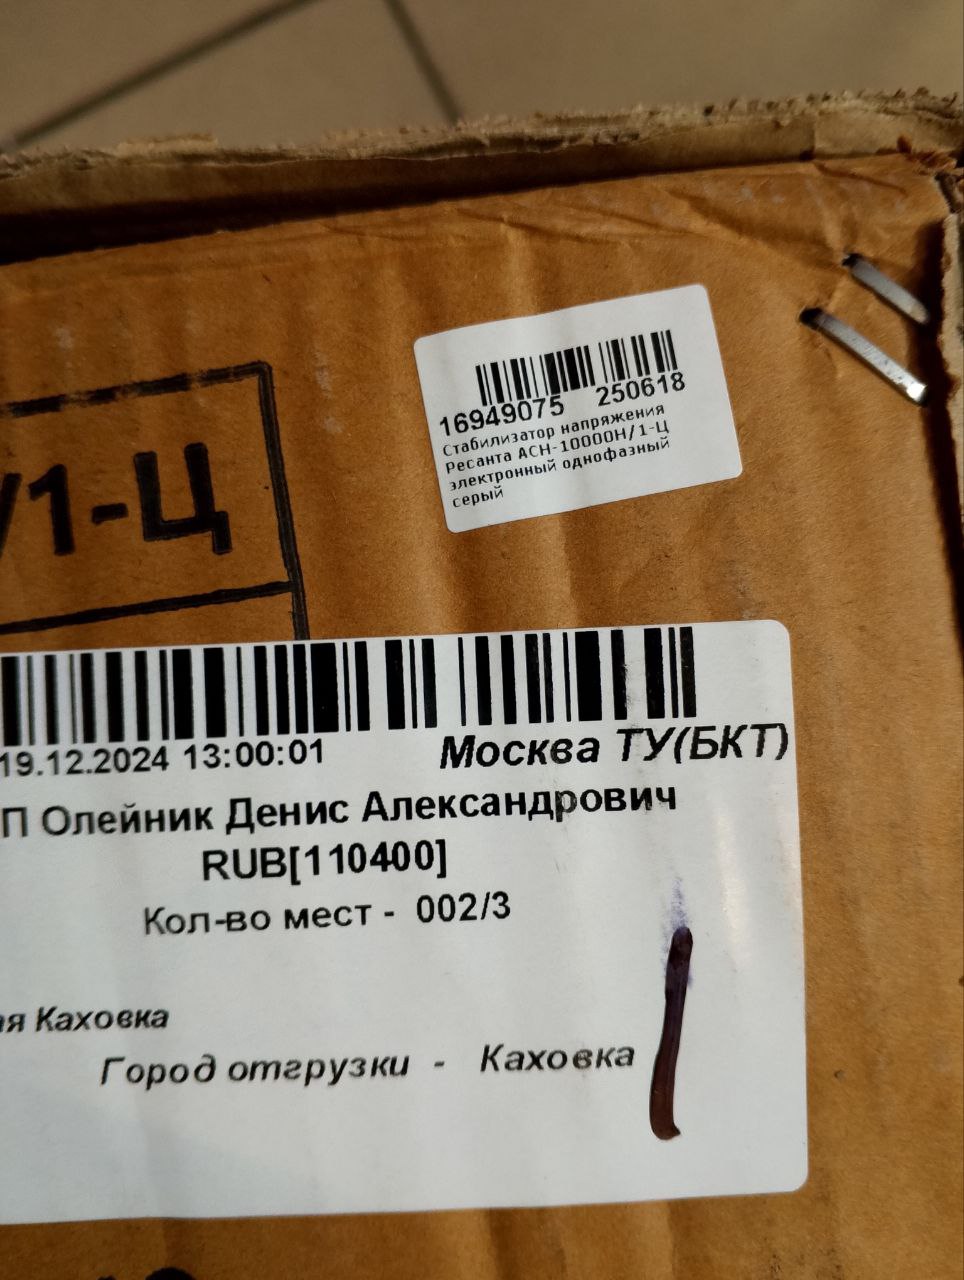 16949075 250618
Стабилизатор напряжения
Ресанта АСН-10000Н/1-Ц
электронный однофазный
серый
/1-Ц
19.12.2024 13:00:01 Москва ТУ(БКТ)
П Олейник Денис Александрович
RUB[110400]
Кол-во мест - 002/3
ая Каховка
Город отгрузки - Каховка